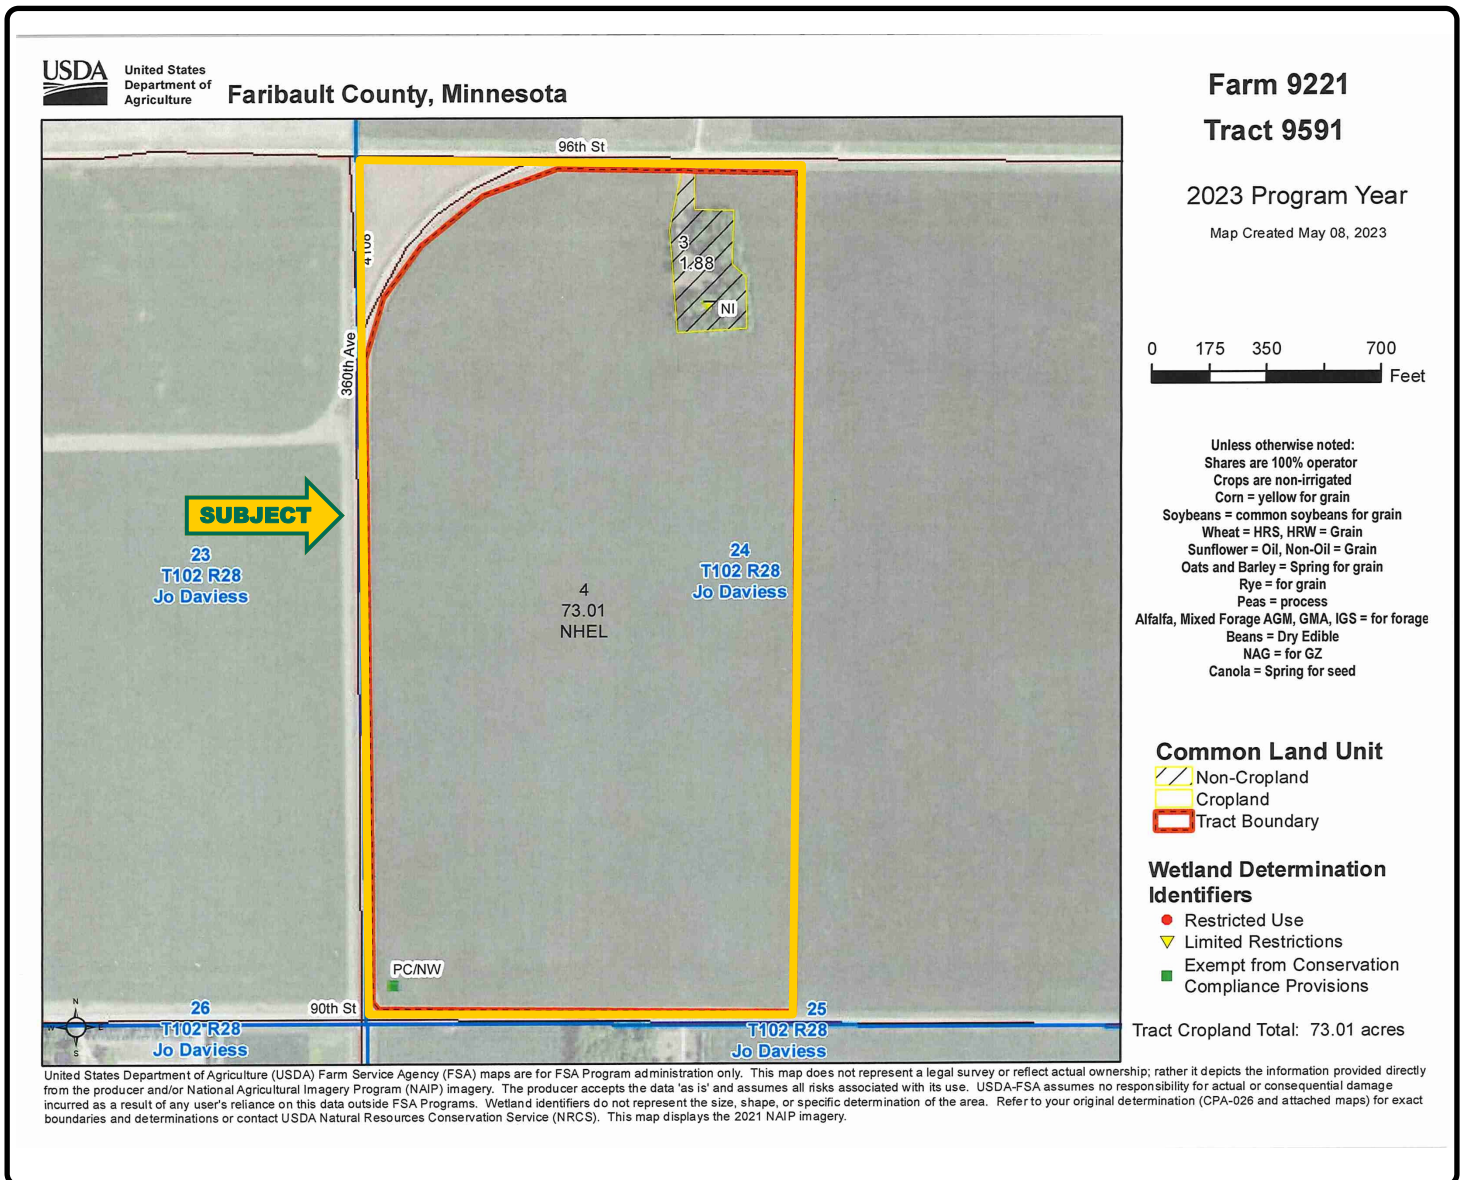 USDA
United States
Department of
Agriculture
Faribault County, Minnesota
Farm 9221
Tract 9591
2023 Program Year
Map Created May 08, 2023
96th St
4108
3
1.88
NI
360th Ave
SUBJECT
23
T102 R28
Jo Daviess
24
T102 R28
Jo Daviess
4
73.01
NHEL
PC/NW
90th St
26
T102 R28
Jo Daviess
25
T102 R28
Jo Daviess
N
W E
S
0 175 350 700
Feet
Unless otherwise noted:
Shares are 100% operator
Crops are non-irrigated
Corn = yellow for grain
Soybeans = common soybeans for grain
Wheat = HRS, HRW = Grain
Sunflower = Oil, Non-Oil = Grain
Oats and Barley = Spring for grain
Rye = for grain
Peas = process
Alfalfa, Mixed Forage AGM, GMA, IGS = for forage
Beans = Dry Edible
NAG = for GZ
Canola = Spring for seed
Common Land Unit
Non-Cropland
Cropland
Tract Boundary
Wetland Determination
Identifiers
Restricted Use
Limited Restrictions
Exempt from Conservation
Compliance Provisions
Tract Cropland Total: 73.01 acres
United States Department of Agriculture (USDA) Farm Service Agency (FSA) maps are for FSA Program administration only. This map does not represent a legal survey or reflect actual ownership; rather it depicts the information provided directly
from the producer and/or National Agricultural Imagery Program (NAIP) imagery. The producer accepts the data 'as is' and assumes all risks associated with its use. USDA-FSA assumes no responsibility for actual or consequential damage
incurred as a result of any user's reliance on this data outside FSA Programs. Wetland identifiers do not represent the size, shape, or specific determination of the area. Refer to your original determination (CPA-026 and attached maps) for exact
boundaries and determinations or contact USDA Natural Resources Conservation Service (NRCS). This map displays the 2021 NAIP imagery.